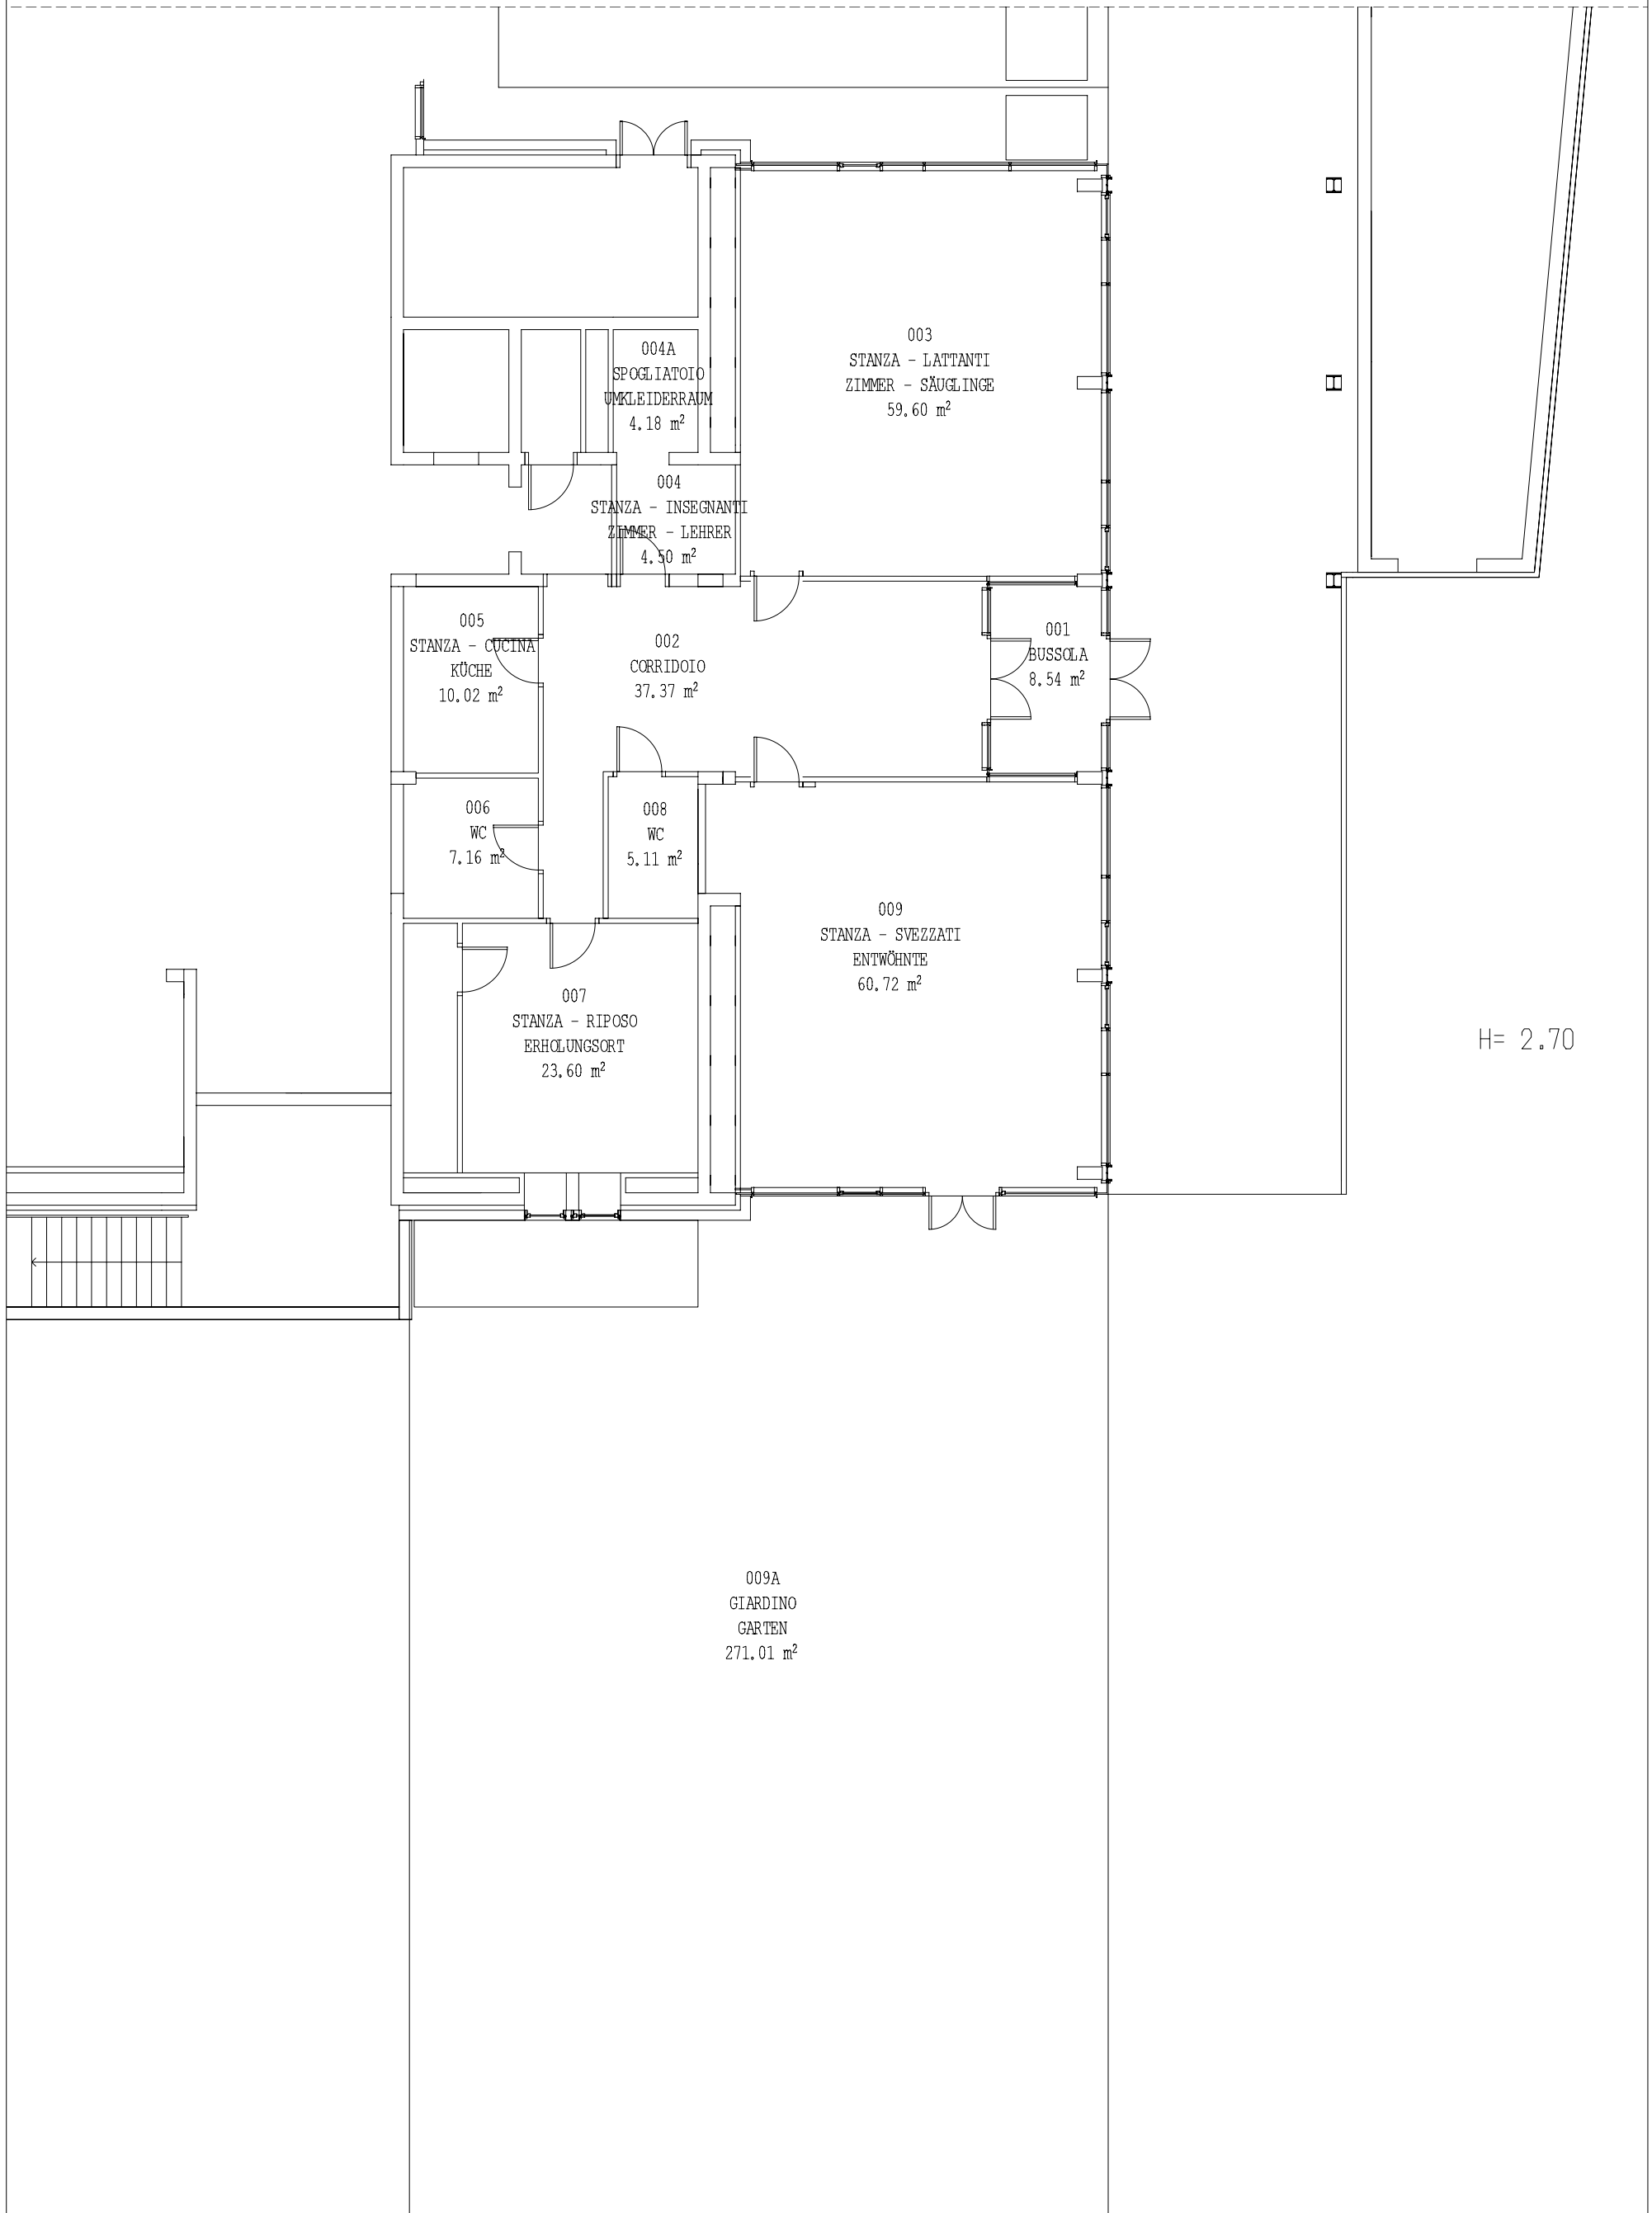 003
STANZA - LATTANTI
ZIMMER - SÄUGLINGE
59.60 m²
004A
SPOGLIATOIO
UMKLEIDERRAUM
4.18 m²
004
STANZA - INSEGNANTI
ZIMMER - LEHRER
4.50 m²
005
STANZA - CUCINA
KÜCHE
10.02 m²
002
CORRIDOIO
37.37 m²
001
BUSSOLA
8.54 m²
006
WC
7.16 m²
008
WC
5.11 m²
009
STANZA - SVEZZATI
ENTWÖHNTE
60.72 m²
007
STANZA - RIPOSO
ERHOLUNGSORT
23.60 m²
H= 2.70
009A
GIARDINO
GARTEN
271.01 m²